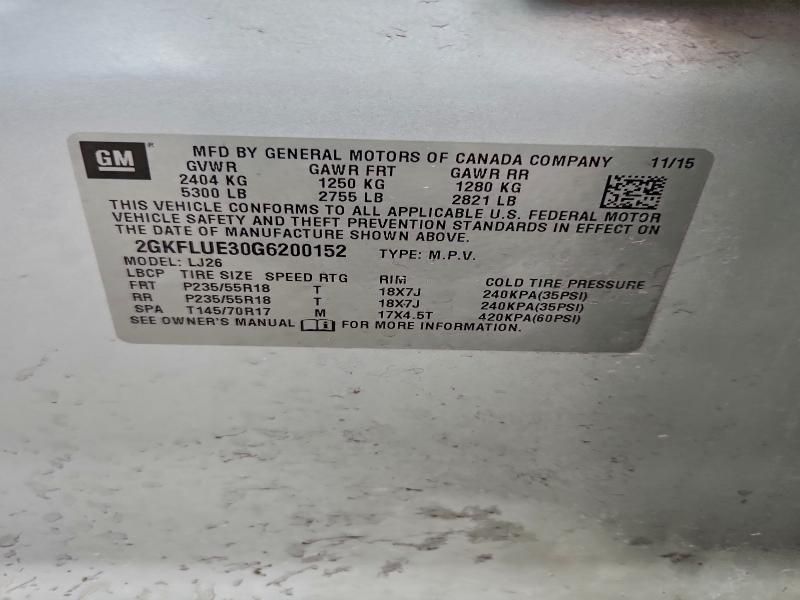 GM MFD BY GENERAL MOTORS OF CANADA COMPANY 11/15
GVWR GAWR FRT GAWR RR
2404 KG 1250 KG 1280 KG
5300 LB 2755 LB 2821 LB
THIS VEHICLE CONFORMS TO ALL APPLICABLE U.S. FEDERAL MOTOR
VEHICLE SAFETY AND THEFT PREVENTION STANDARDS IN EFFECT ON
THE DATE OF MANUFACTURE SHOWN ABOVE.
2GKFLUE30G6200152 TYPE: M.P.V.
MODEL: LJ26
LBCP TIRE SIZE SPEED RTG RIM COLD TIRE PRESSURE
FRT P235/55R18 T 18X7J 240KPA(35PSI)
RR P235/55R18 T 18X7J 240KPA(35PSI)
SPA T145/70R17 M 17X4.5T 420KPA(60PSI)
SEE OWNER'S MANUAL FOR MORE INFORMATION.